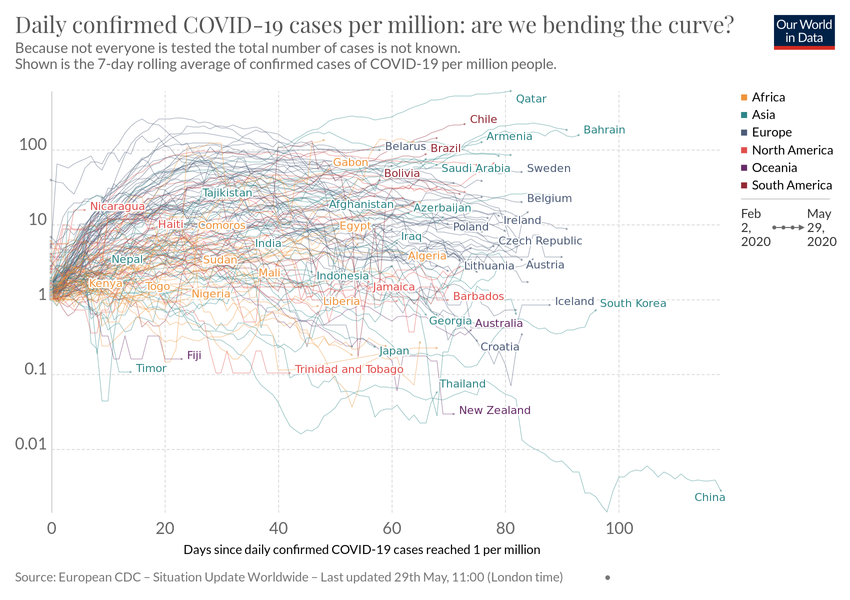 Daily confirmed COVID-19 cases per million: are we bending the curve?
Because not everyone is tested the total number of cases is not known.
Shown is the 7-day rolling average of confirmed cases of COVID-19 per million people.
Our World
in Data
Qatar
Africa
Asia
Europe
North America
Oceania
South America
Feb
2,
2020
May
29,
2020
Chile
Bahrain
Armenia
100
Belarus
Brazil
Gabon
Saudi Arabia
Sweden
Bolivia
Tajikistan
Belgium
Nicaragua
Afghanistan
Azerbaijan
10
Haiti
Comoros
Egypt
Ireland
Poland
Iraq
Czech Republic
India
Nepal
Sudan
Algeria
Lithuania
Austria
Mali
Indonesia
Kenya
Togo
Jamaica
Nigeria
Barbados
1
Liberia
Iceland
South Korea
Georgia
Australia
Croatia
Japan
Fiji
Timor
Trinidad and Tobago
0.1
Thailand
New Zealand
0.01
China
0
20
40
60
80
100
Days since daily confirmed COVID-19 cases reached 1 per million
Source: European CDC – Situation Update Worldwide – Last updated 29th May, 11:00 (London time)